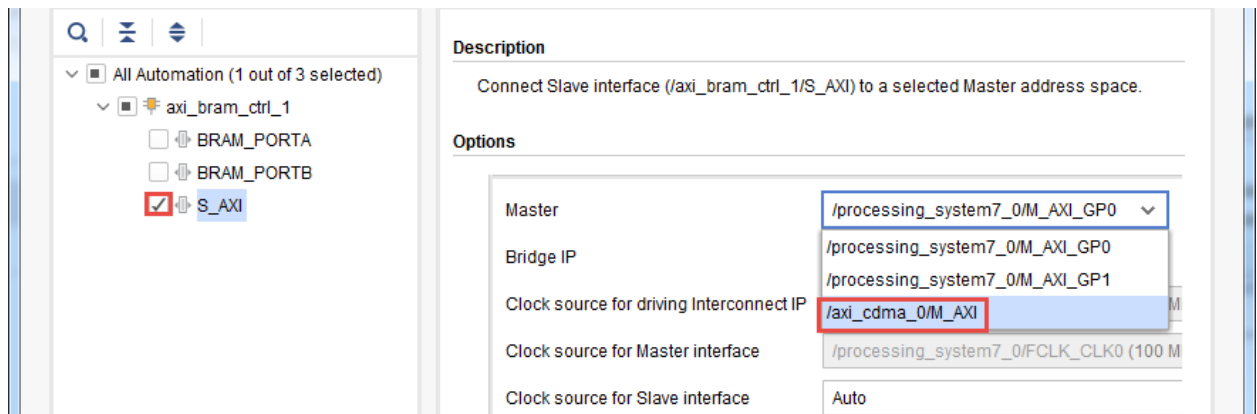 All Automation (1 out of 3 selected)
axi_bram_ctrl_1
BRAM_PORTA
BRAM_PORTB
S_AXI
Description
Connect Slave interface (/axi_bram_ctrl_1/S_AXI) to a selected Master address space.
Options
Master
/processing_system7_0/M_AXI_GP0
/processing_system7_0/M_AXI_GP0
Bridge IP
/processing_system7_0/M_AXI_GP1
Clock source for driving Interconnect IP
/axi_cdma_0/M_AXI
M
Clock source for Master interface
/processing_system7_0/FCLK_CLK0 (100 M
Clock source for Slave interface
Auto